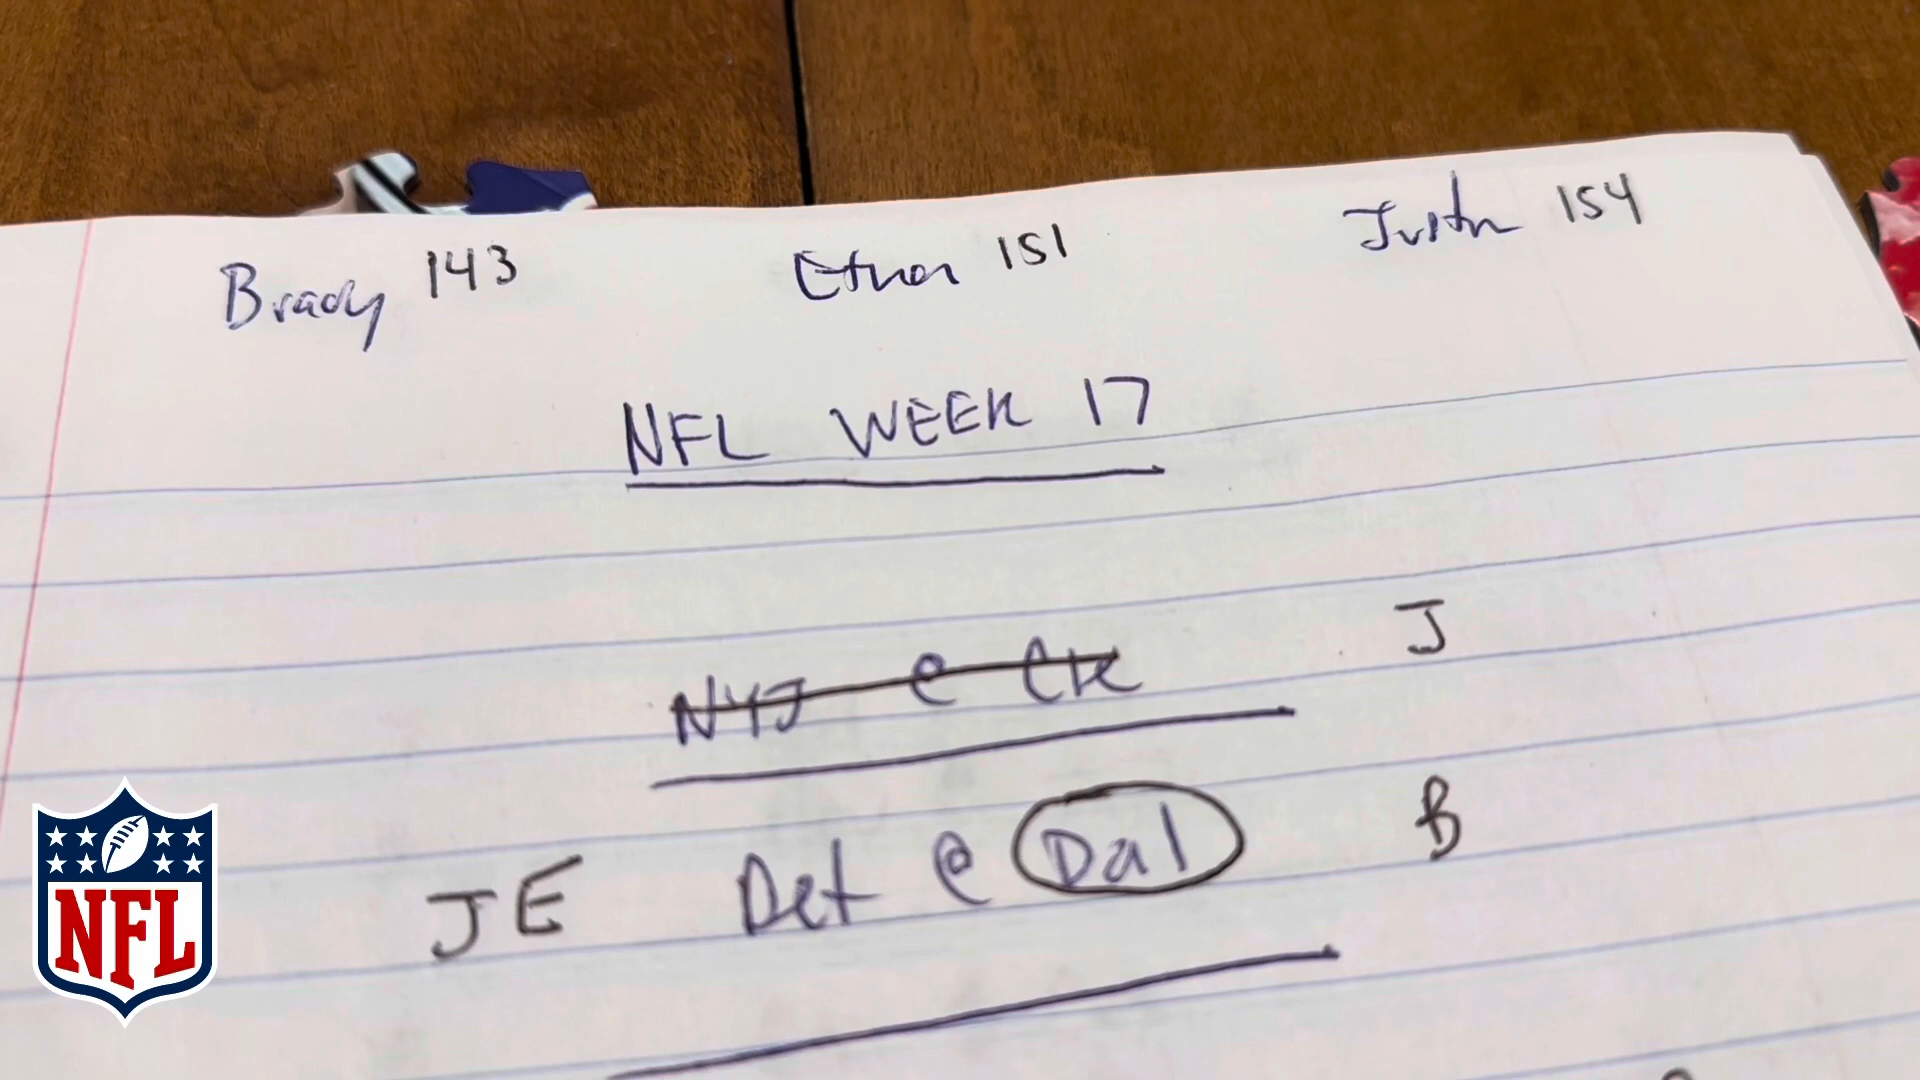 Brady 143 Ethan 151 Justin 154
NFL WEEK 17
NYJ @ Cle J
JE Det @ Dal B
NFL